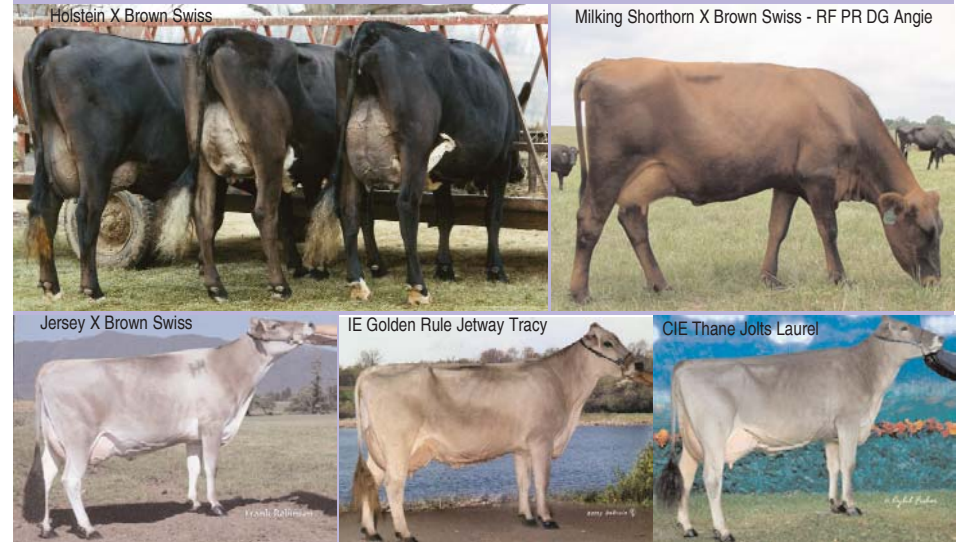 Holstein X Brown Swiss
Milking Shorthorn X Brown Swiss - RF PR DG Angie
Jersey X Brown Swiss
IE Golden Rule Jetway Tracy
CIE Thane Jolts Laurel
Frank Robinson